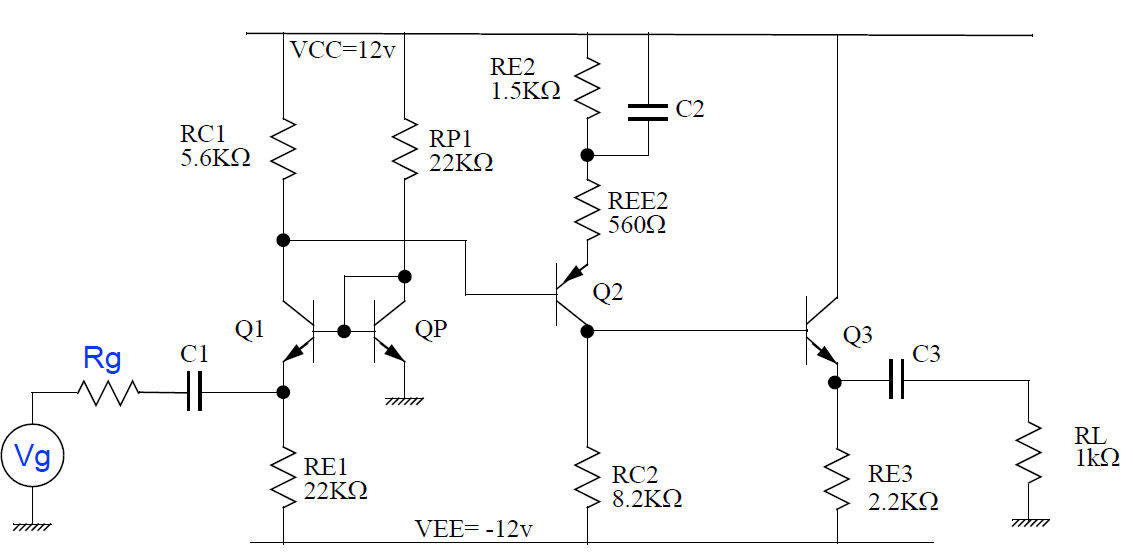 VCC=12v
RE2
1.5KΩ
C2
RC1
5.6KΩ
RP1
22KΩ
REE2
560Ω
Q2
Q1
QP
Q3
Rg
C1
C3
Vg
RE1
22KΩ
RC2
8.2KΩ
RE3
2.2KΩ
RL
1kΩ
VEE= -12v